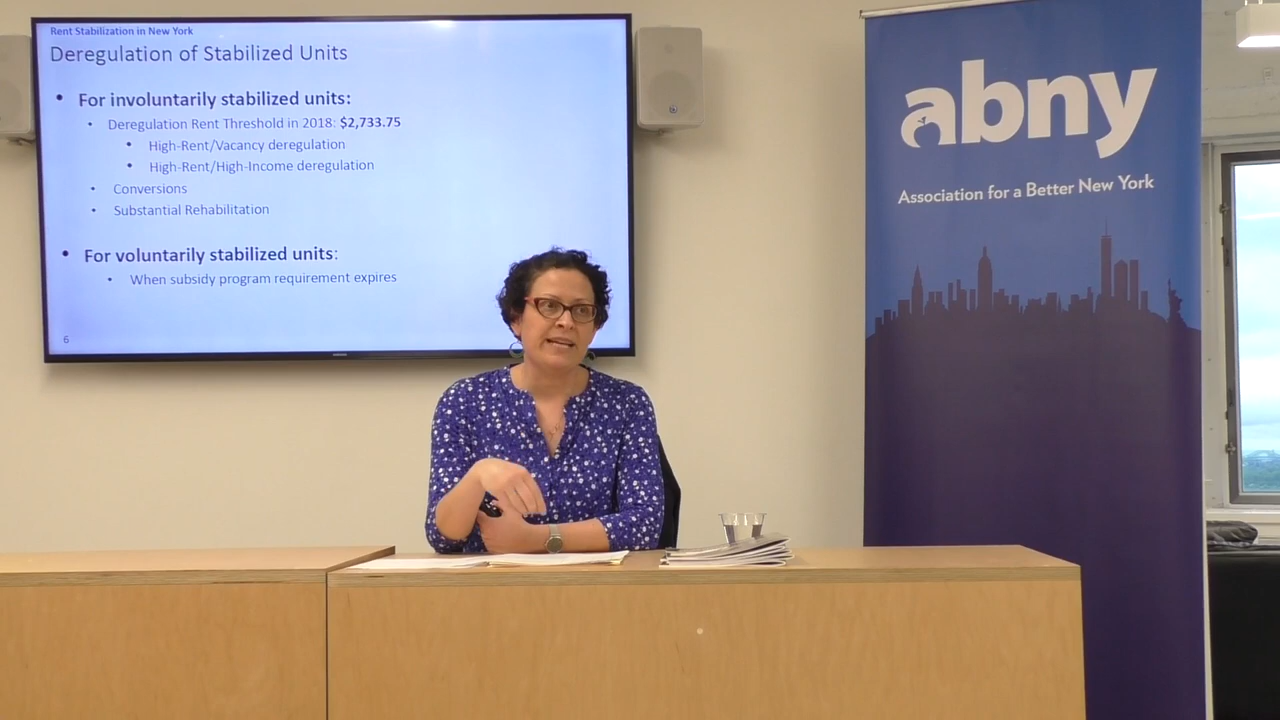 Rent Stabilization in New York
Deregulation of Stabilized Units
• For involuntarily stabilized units:
• Deregulation Rent Threshold in 2018: $2,733.75
• High-Rent/Vacancy deregulation
• High-Rent/High-Income deregulation
• Conversions
• Substantial Rehabilitation
• For voluntarily stabilized units:
• When subsidy program requirement expires
6
abny
Association for a Better New York